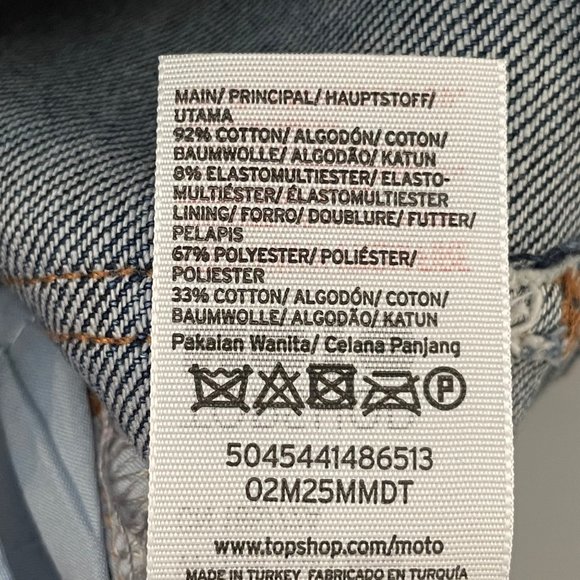 MAIN/ PRINCIPAL/ HAUPTSTOFF/
UTAMA
92% COTTON/ ALGODÓN/ COTON/
BAUMWOLLE/ ALGODÃO/ KATUN
8% ELASTOMULTIESTER/ ELASTO-
MULTIÉSTER/ ÉLASTOMULTIESTER
LINING/ FORRO/ DOUBLURE/ FUTTER/
PELAPIS
67% POLYESTER/ POLIÉSTER/
POLIESTER
33% COTTON/ ALGODÓN/ COTON/
BAUMWOLLE/ ALGODÃO/ KATUN
Pakaian Wanita/ Celana Panjang
P
5045441486513
02M25MMDT
www.topshop.com/moto
MADE IN TURKEY FABRICADO EN TURQUÍA